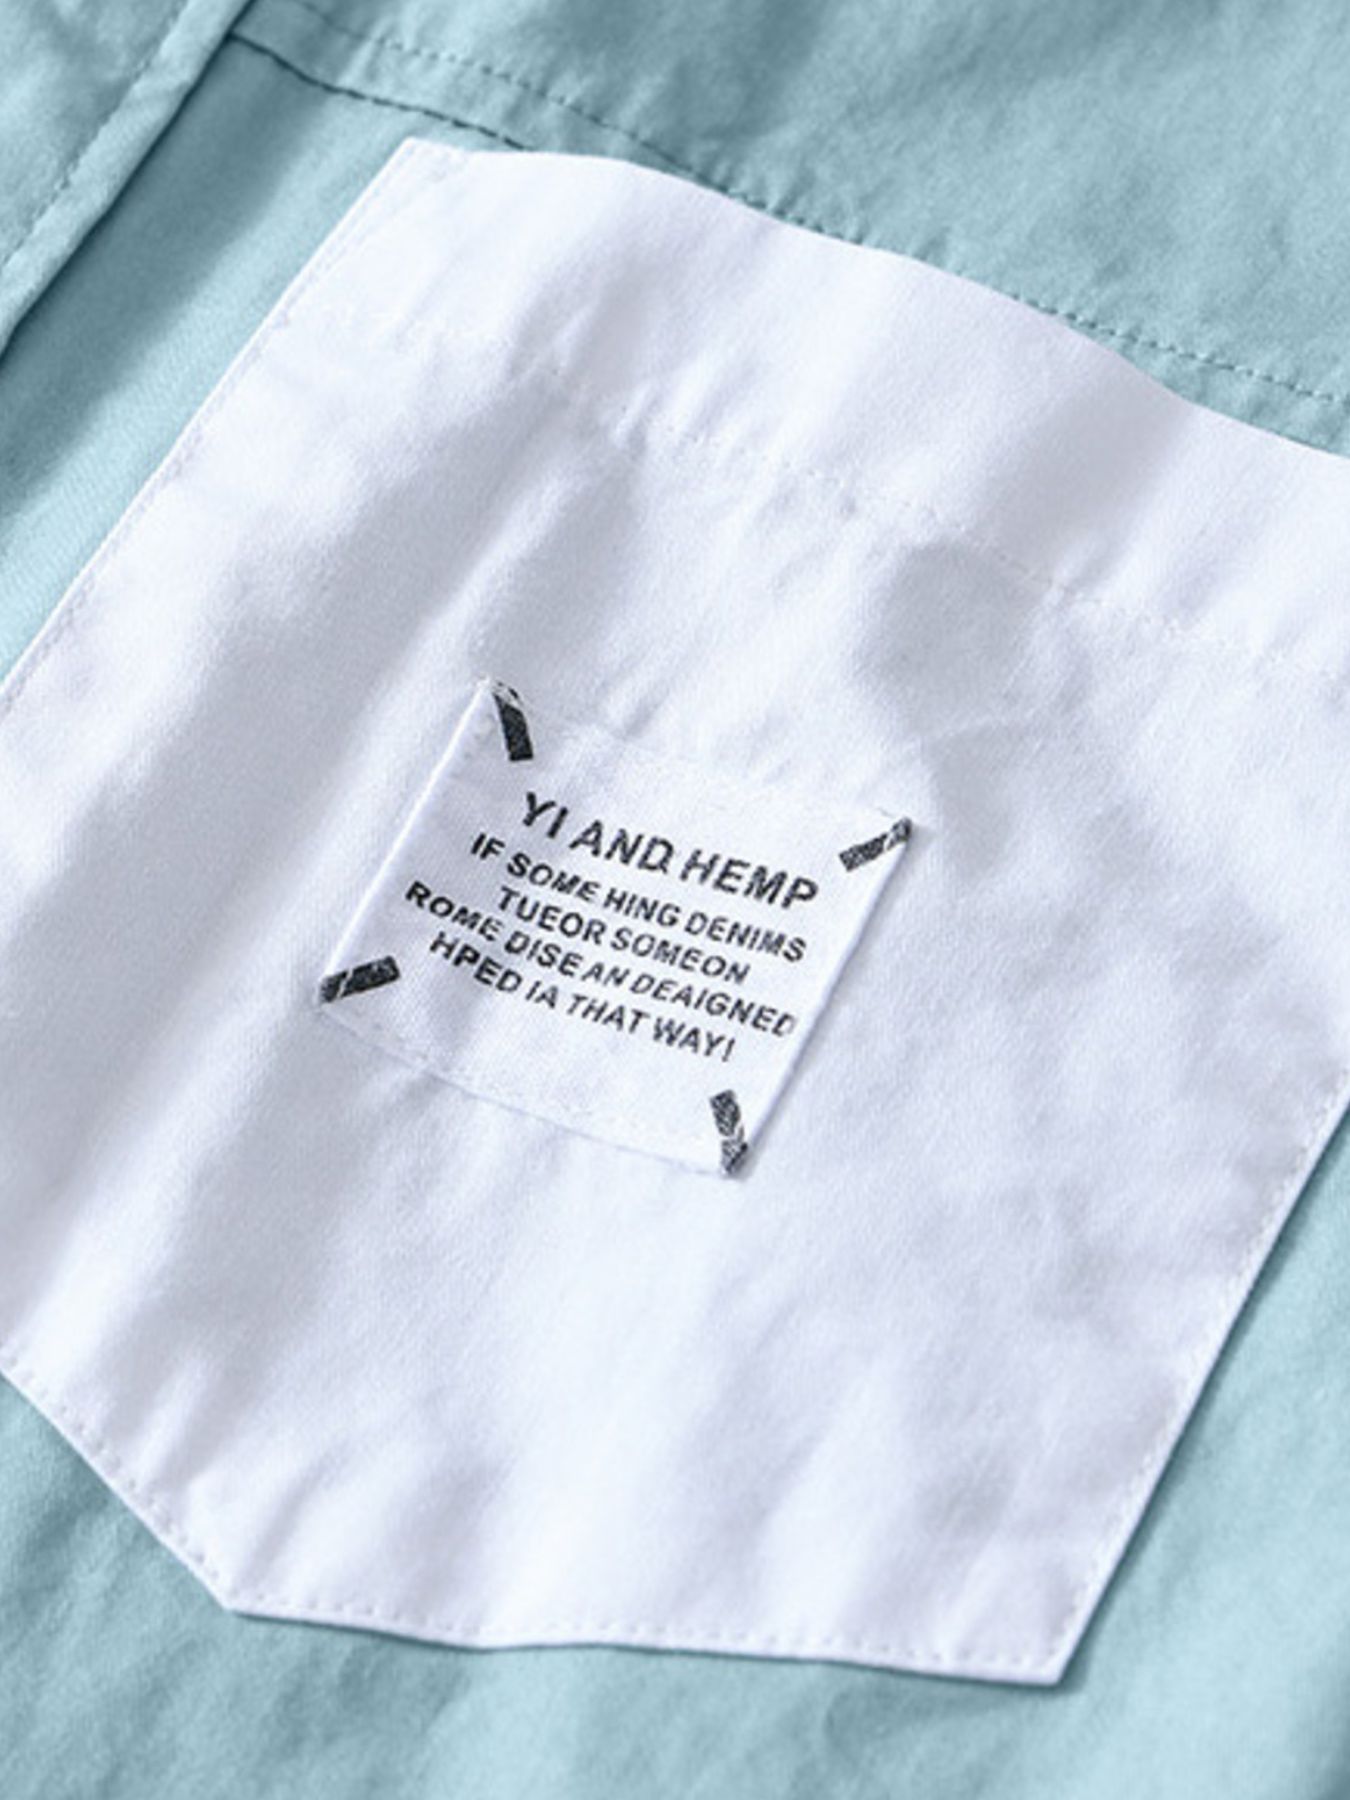 YI AND HEMP
IF SOME HING DENIMS
TUEOR SOMEON
ROME DISE AN DEAIGNED
HPED IA THAT WAY!